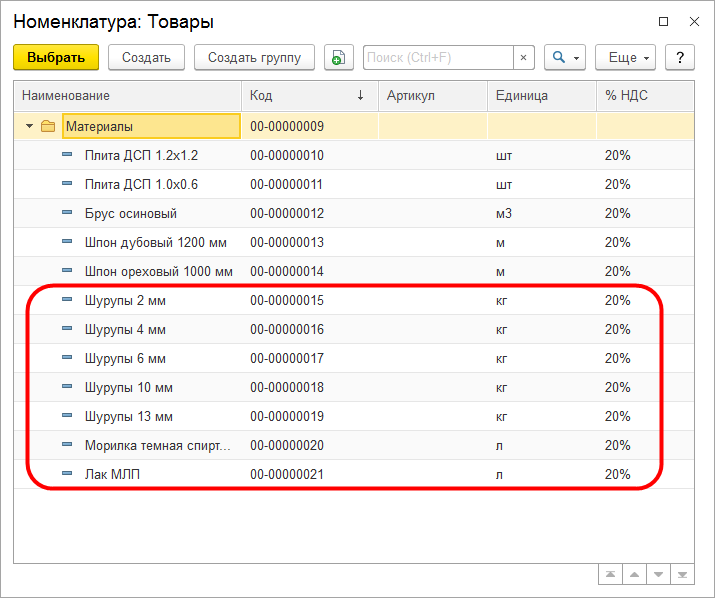 Номенклатура: Товары
Выбрать Создать Создать группу Поиск (Ctrl+F) × Еще ?
Наименование Код ↓ Артикул Единица % НДС
Материалы 00-00000009
Плита ДСП 1.2х1.2 00-00000010 шт 20%
Плита ДСП 1.0х0.6 00-00000011 шт 20%
Брус осиновый 00-00000012 м3 20%
Шпон дубовый 1200 мм 00-00000013 м 20%
Шпон ореховый 1000 мм 00-00000014 м 20%
Шурупы 2 мм 00-00000015 кг 20%
Шурупы 4 мм 00-00000016 кг 20%
Шурупы 6 мм 00-00000017 кг 20%
Шурупы 10 мм 00-00000018 кг 20%
Шурупы 13 мм 00-00000019 кг 20%
Морилка темная спирт... 00-00000020 л 20%
Лак МЛП 00-00000021 л 20%